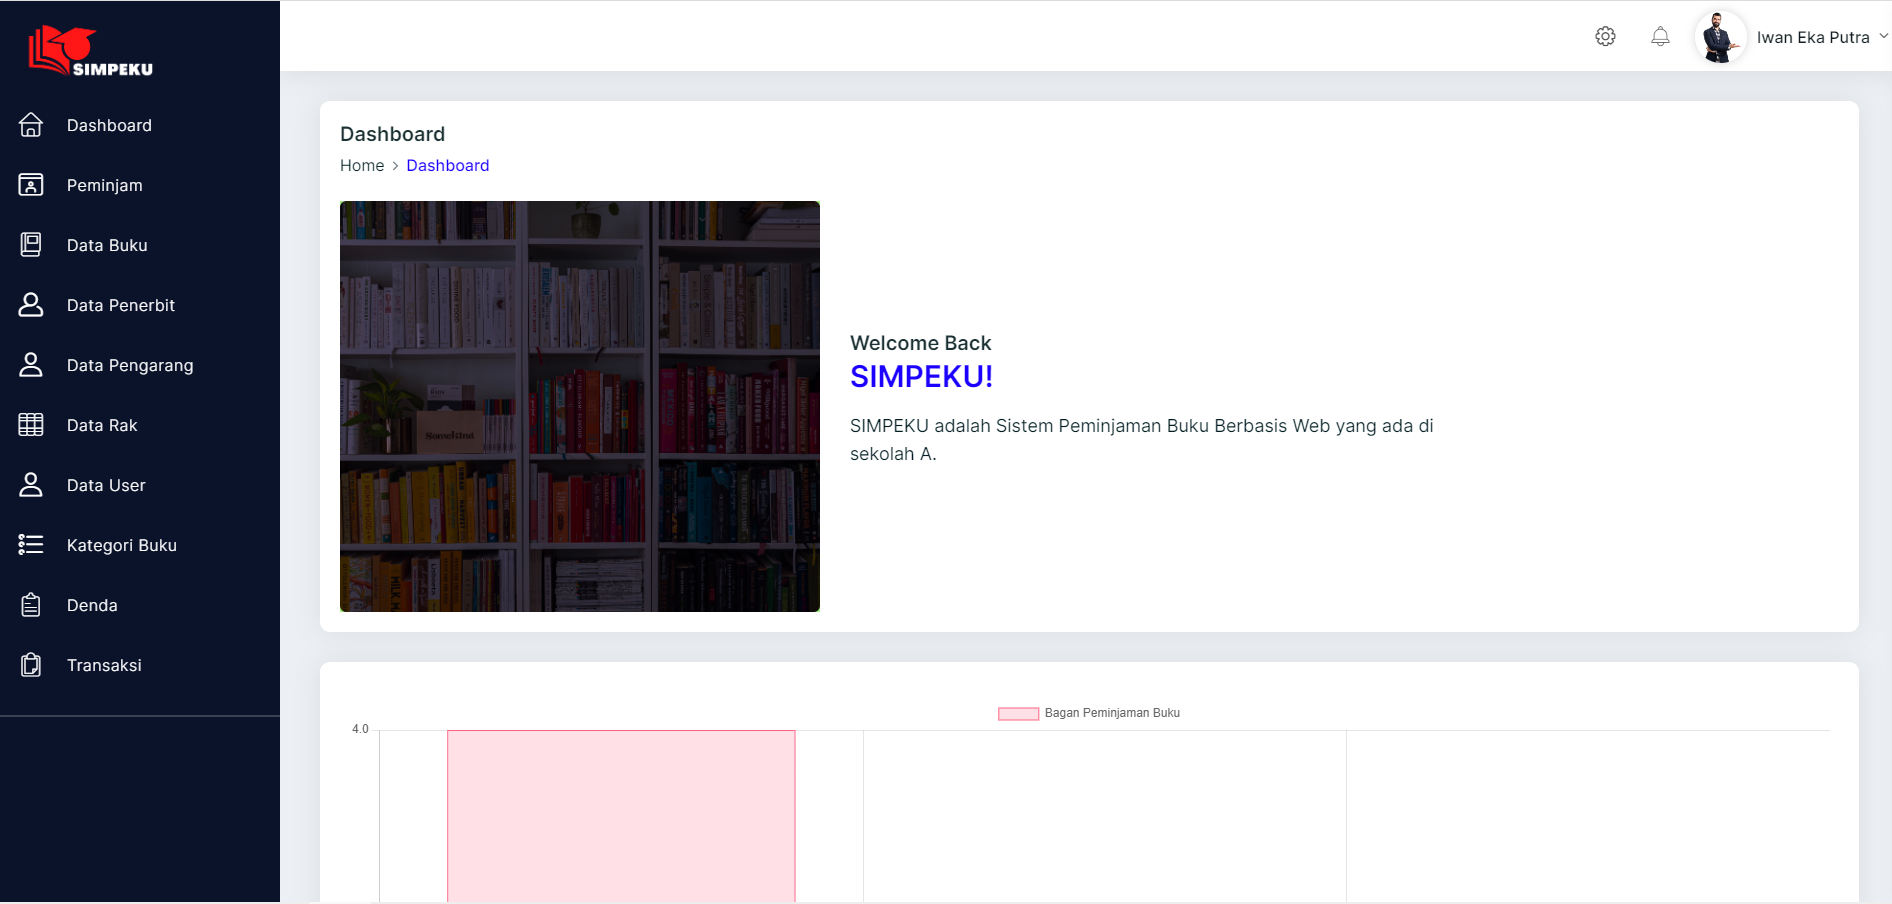 SIMPEKU
Dashboard
Peminjam
Data Buku
Data Penerbit
Data Pengarang
Data Rak
Data User
Kategori Buku
Denda
Transaksi
Iwan Eka Putra
Dashboard
Home > Dashboard
SomeKind
Welcome Back
SIMPEKU!
SIMPEKU adalah Sistem Peminjaman Buku Berbasis Web yang ada di
sekolah A.
Bagan Peminjaman Buku
4.0